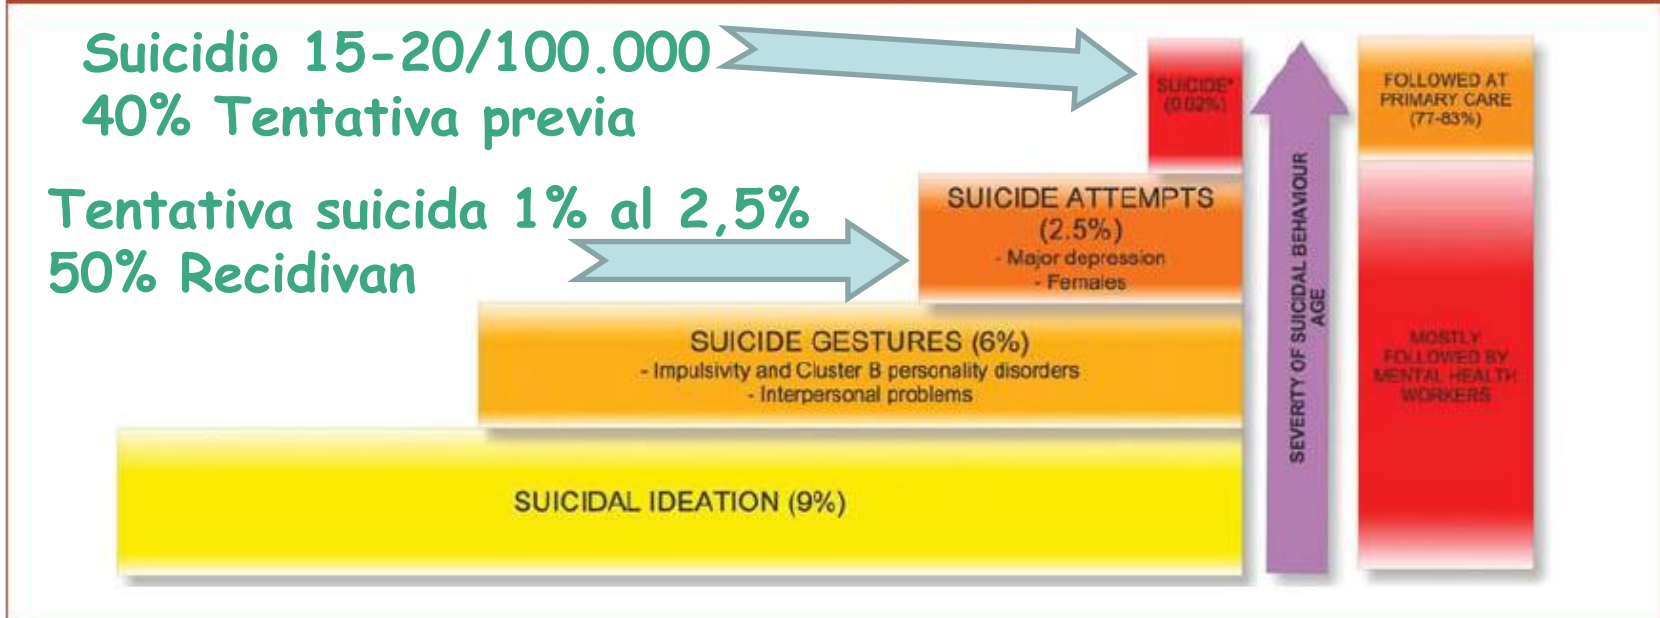 Suicidio 15-20/100.000
40% Tentativa previa
Tentativa suicida 1% al 2,5%
50% Recidivan
SUICIDE*
(0.02%)
SUICIDE ATTEMPTS
(2.5%)
- Major depression
- Females
SUICIDE GESTURES (6%)
- Impulsivity and Cluster B personality disorders
- Interpersonal problems
SUICIDAL IDEATION (9%)
SEVERITY OF SUICIDAL BEHAVIOUR
AGE
FOLLOWED AT
PRIMARY CARE
(77-83%)
MOSTLY
FOLLOWED BY
MENTAL HEALTH
WORKERS